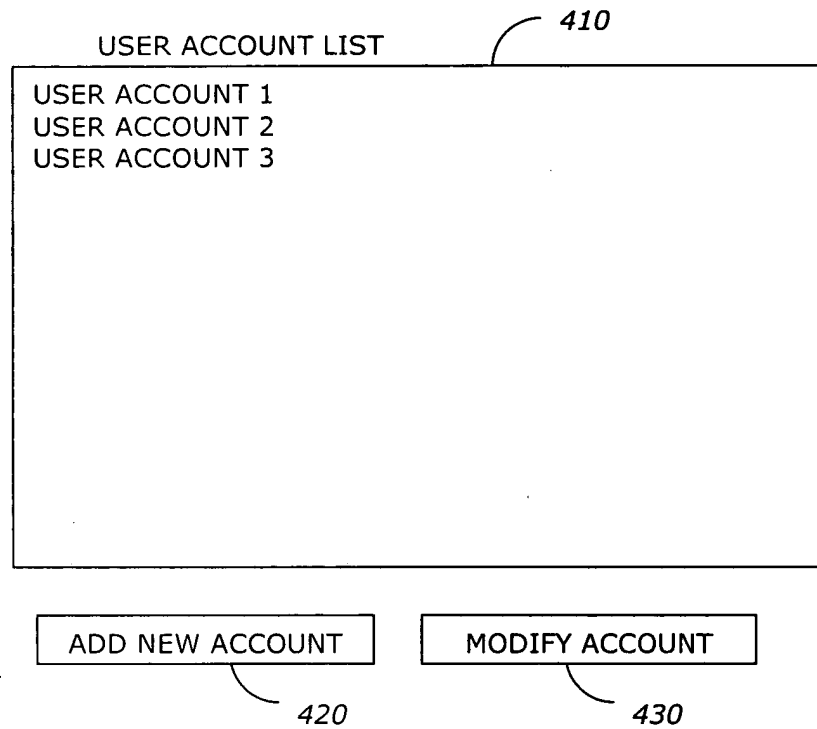 410
USER ACCOUNT LIST
USER ACCOUNT 1
USER ACCOUNT 2
USER ACCOUNT 3
ADD NEW ACCOUNT
MODIFY ACCOUNT
420
430